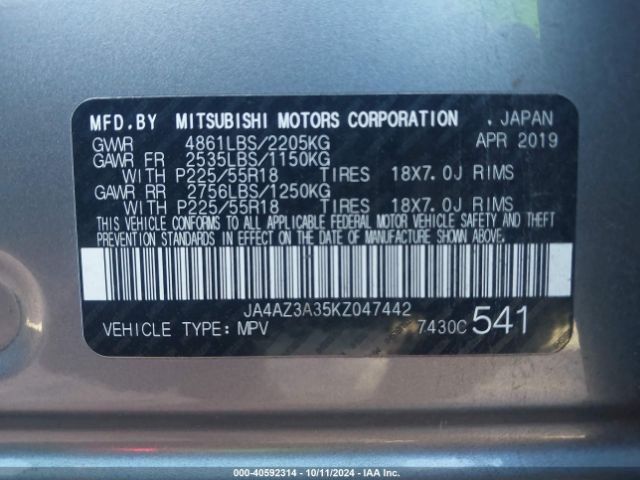 MFD.BY MITSUBISHI MOTORS CORPORATION . JAPAN
GVWR 4861LBS/2205KG APR 2019
GAWR FR 2535LBS/1150KG
WITH P225/55R18 TIRES 18X7.0J RIMS
GAWR RR 2756LBS/1250KG
WITH P225/55R18 TIRES 18X7.0J RIMS
THIS VEHICLE CONFORMS TO ALL APPLICABLE FEDERAL MOTOR VEHICLE SAFETY AND THEFT
PREVENTION STANDARDS IN EFFECT ON THE DATE OF MANUFACTURE SHOWN ABOVE.
JA4AZ3A35KZ047442
VEHICLE TYPE: MPV 7430C 541
000-40592314 - 10/11/2024 - IAA Inc.